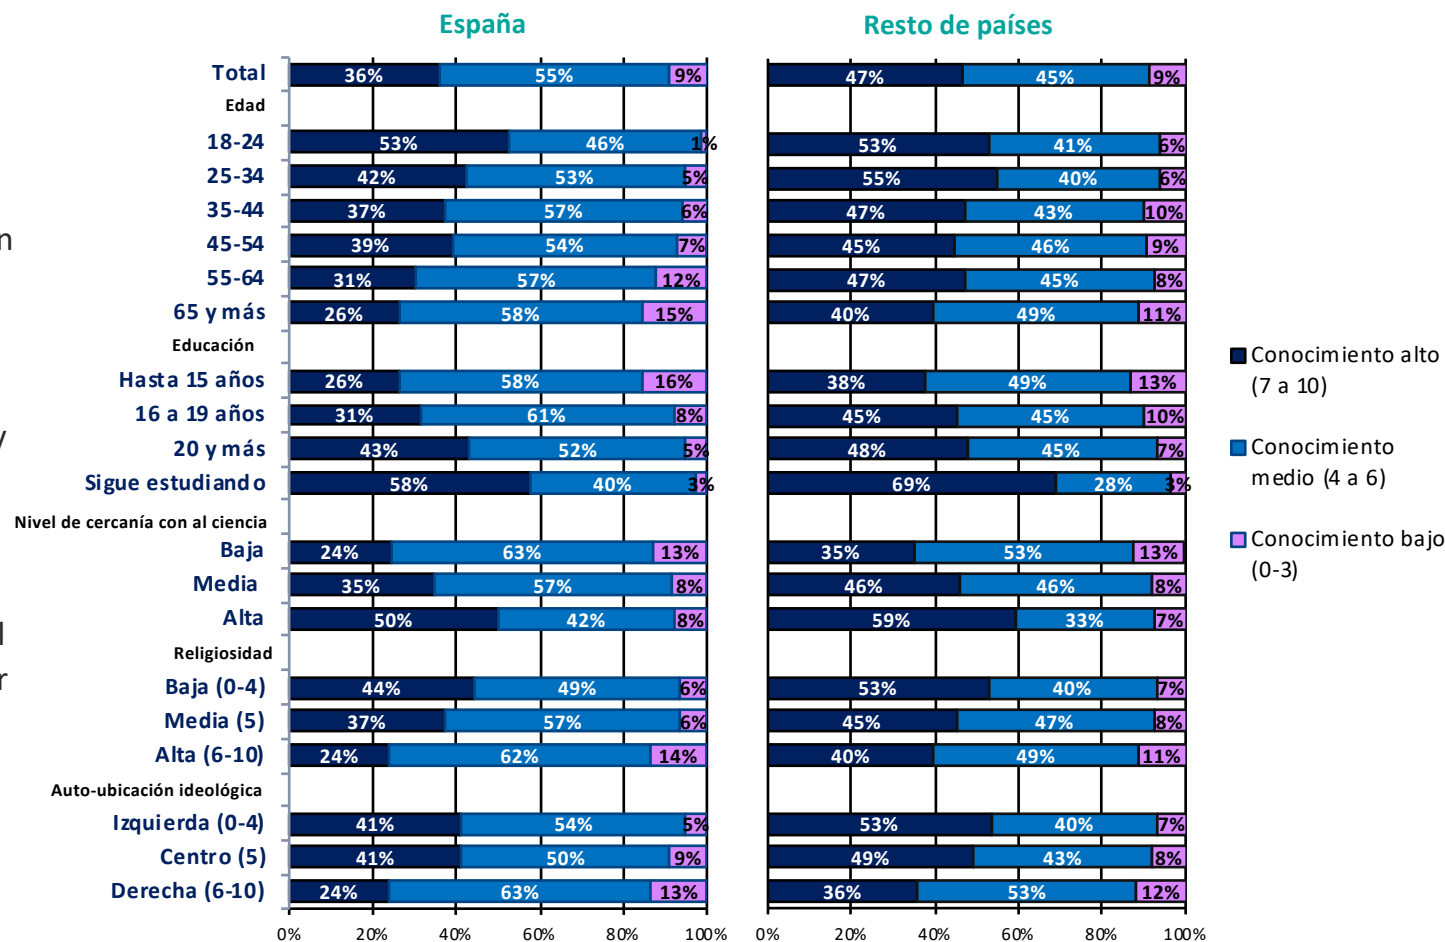 España Resto de países
Total 36% 55% 9% 47% 45% 9%
Edad
18-24 53% 46% 1% 53% 41% 6%
25-34 42% 53% 5% 55% 40% 6%
35-44 37% 57% 6% 47% 43% 10%
n
45-54 39% 54% 7% 45% 46% 9%
55-64 31% 57% 12% 47% 45% 8%
65 y más 26% 58% 15% 40% 49% 11%
Educación
Hasta 15 años 26% 58% 16% 38% 49% 13%
16 a 19 años 31% 61% 8% 45% 45% 10%
y
20 y más 43% 52% 5% 48% 45% 7%
Sigue estudiando 58% 40% 3% 69% 28% 3%
Nivel de cercanía con al ciencia
Baja 24% 63% 13% 35% 53% 13%
Media 35% 57% 8% 46% 46% 8%
Alta 50% 42% 8% 59% 33% 7%
l
Religiosidad
r
Baja (0-4) 44% 49% 6% 53% 40% 7%
Media (5) 37% 57% 6% 45% 47% 8%
Alta (6-10) 24% 62% 14% 40% 49% 11%
Auto-ubicación ideológica
Izquierda (0-4) 41% 54% 5% 53% 40% 7%
Centro (5) 41% 50% 9% 49% 43% 8%
Derecha (6-10) 24% 63% 13% 36% 53% 12%
0% 20% 40% 60% 80% 100% 0% 20% 40% 60% 80% 100%
Conocimiento alto
(7 a 10)
Conocimiento
medio (4 a 6)
Conocimiento bajo
(0-3)